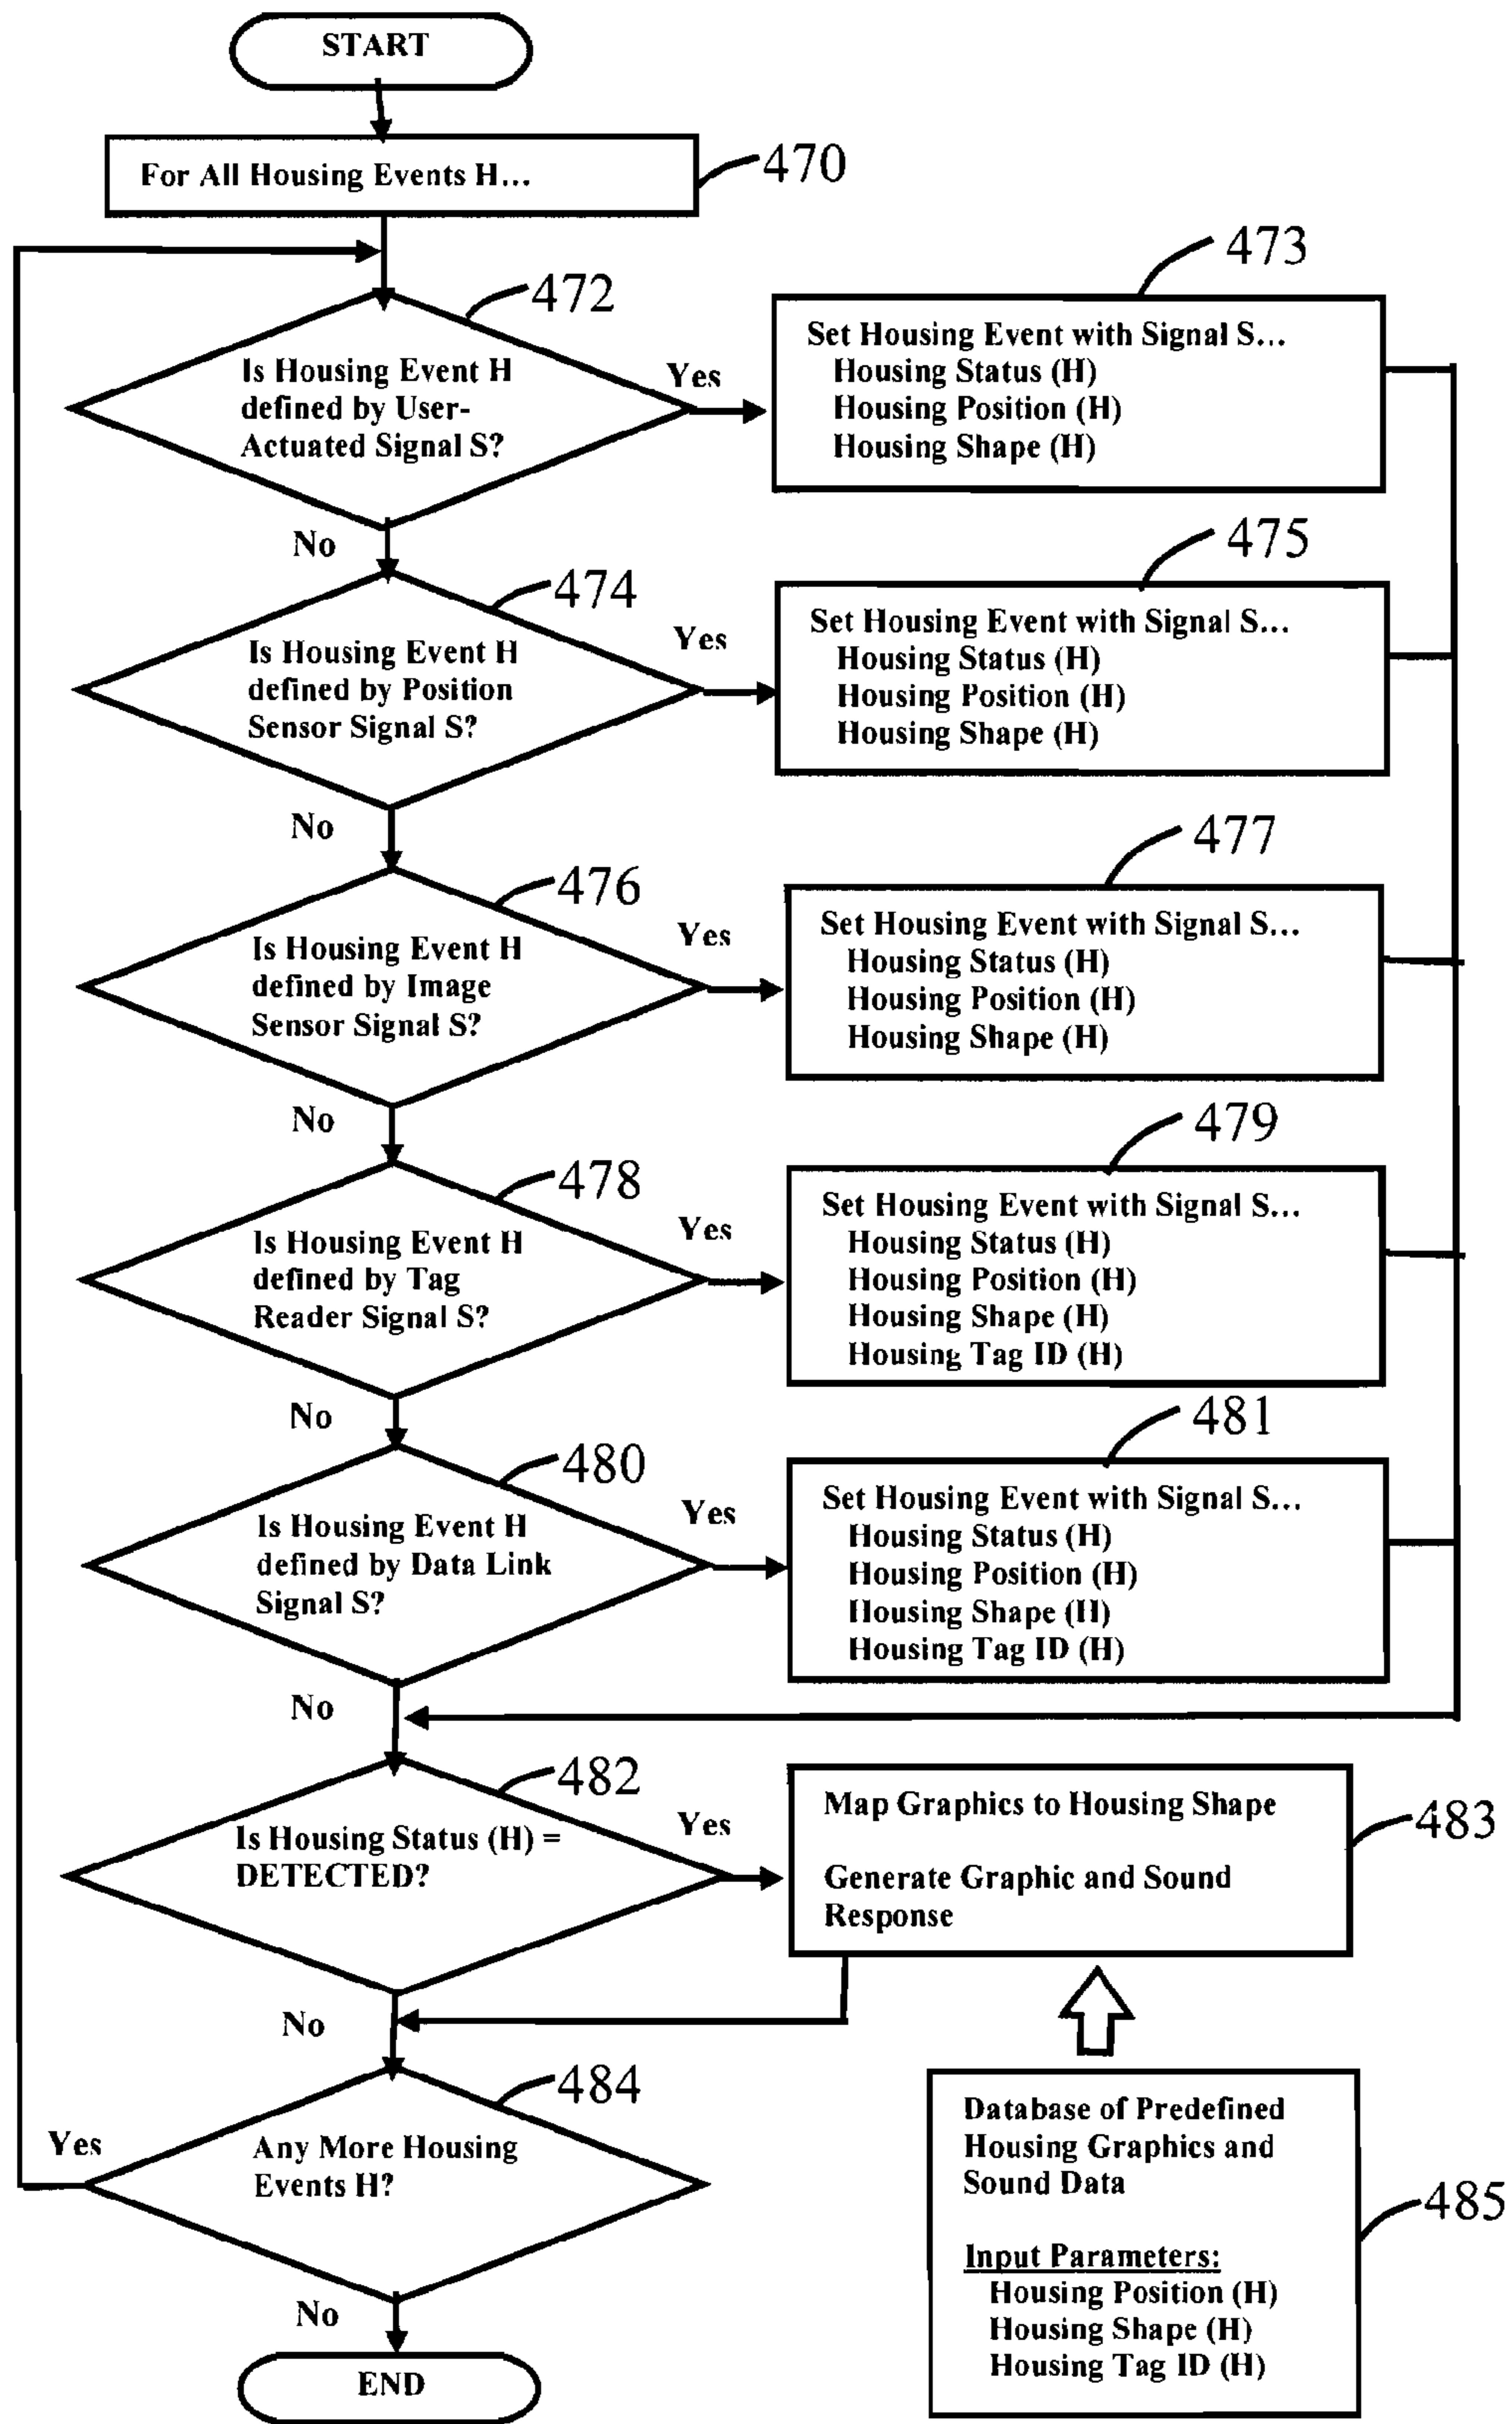 START
For All Housing Events H...
470
472
Is Housing Event H
defined by User-
Actuated Signal S?
Yes
No
473
Set Housing Event with Signal S...
Housing Status (H)
Housing Position (H)
Housing Shape (H)
474
Is Housing Event H
defined by Position
Sensor Signal S?
Yes
No
475
Set Housing Event with Signal S...
Housing Status (H)
Housing Position (H)
Housing Shape (H)
476
Is Housing Event H
defined by Image
Sensor Signal S?
Yes
No
477
Set Housing Event with Signal S...
Housing Status (H)
Housing Position (H)
Housing Shape (H)
478
Is Housing Event H
defined by Tag
Reader Signal S?
Yes
No
479
Set Housing Event with Signal S...
Housing Status (H)
Housing Position (H)
Housing Shape (H)
Housing Tag ID (H)
480
Is Housing Event H
defined by Data Link
Signal S?
Yes
No
481
Set Housing Event with Signal S...
Housing Status (H)
Housing Position (H)
Housing Shape (H)
Housing Tag ID (H)
482
Is Housing Status (H) =
DETECTED?
Yes
No
Map Graphics to Housing Shape
Generate Graphic and Sound
Response
483
484
Any More Housing
Events H?
Yes
No
Database of Predefined
Housing Graphics and
Sound Data
Input Parameters:
Housing Position (H)
Housing Shape (H)
Housing Tag ID (H)
485
END